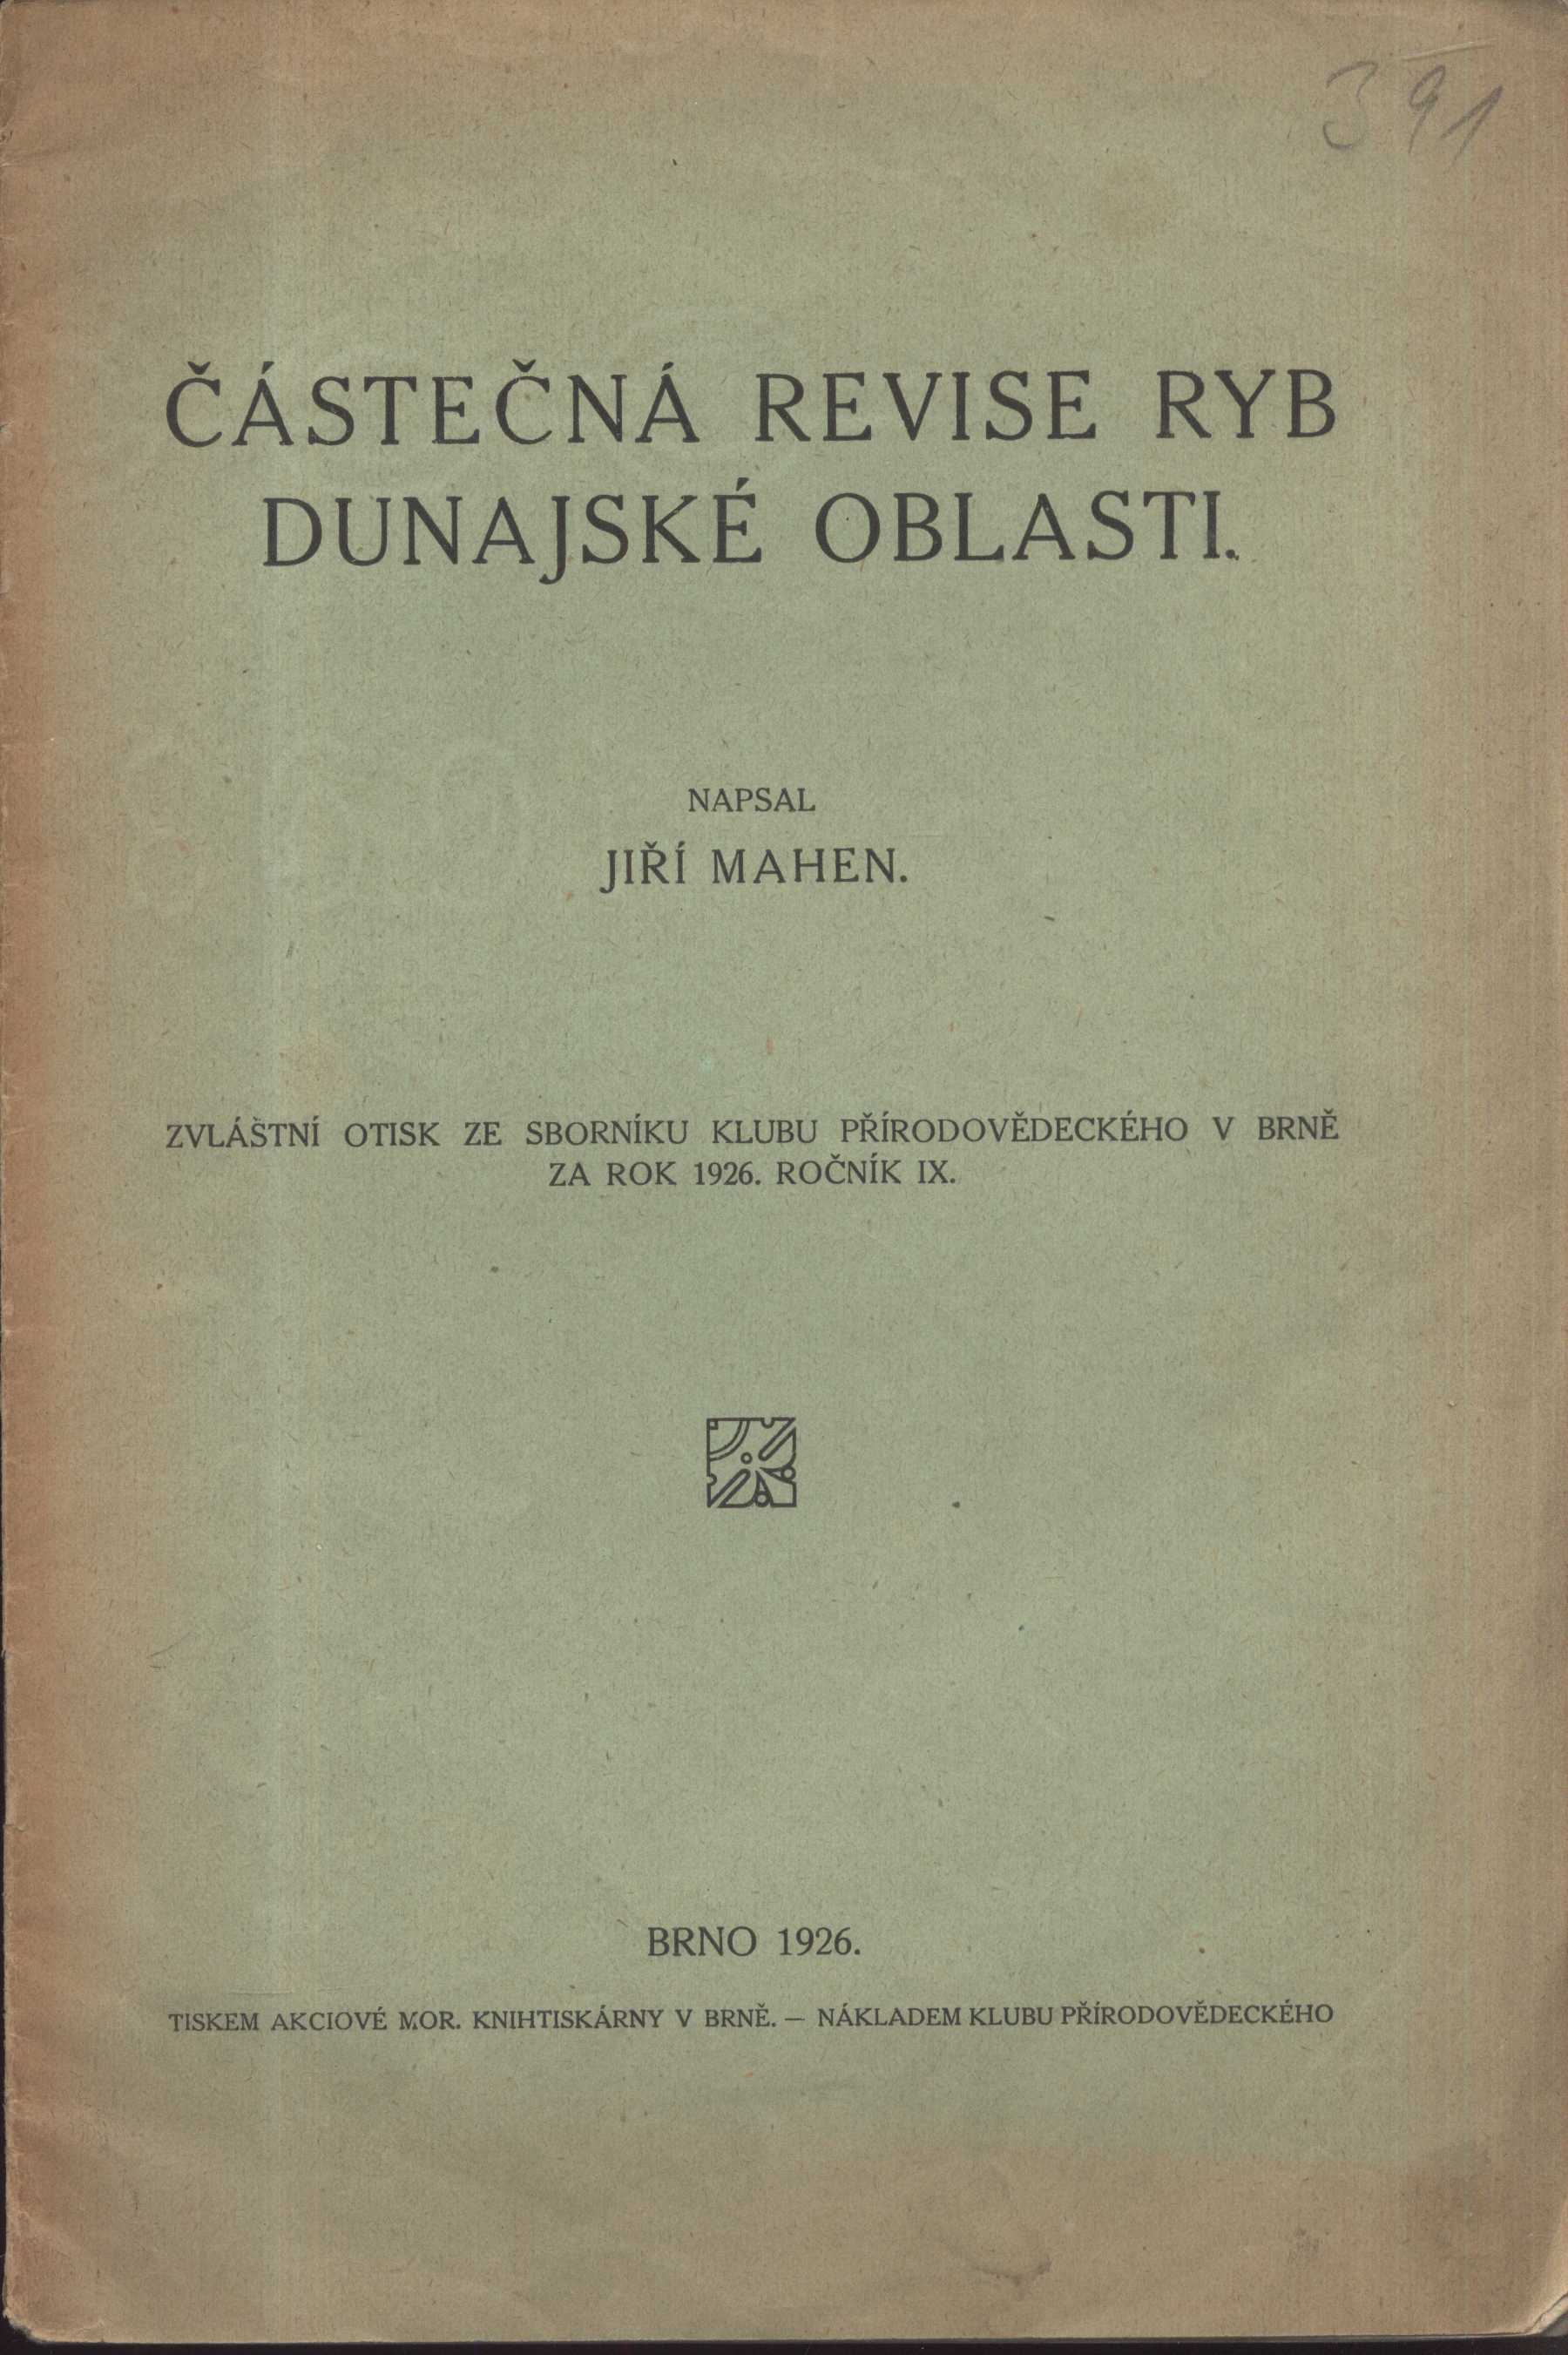 391
ČÁSTEČNÁ REVISE RYB
DUNAJSKÉ OBLASTI.
NAPSAL
JIŘÍ MAHEN.
ZVLÁŠTNÍ OTISK ZE SBORNÍKU KLUBU PŘÍRODOVĚDECKÉHO V BRNĚ
ZA ROK 1926. ROČNÍK IX.
BRNO 1926.
TISKEM AKCIOVÉ MOR. KNIHTISKÁRNY V BRNĚ. — NÁKLADEM KLUBU PŘÍRODOVĚDECKÉHO